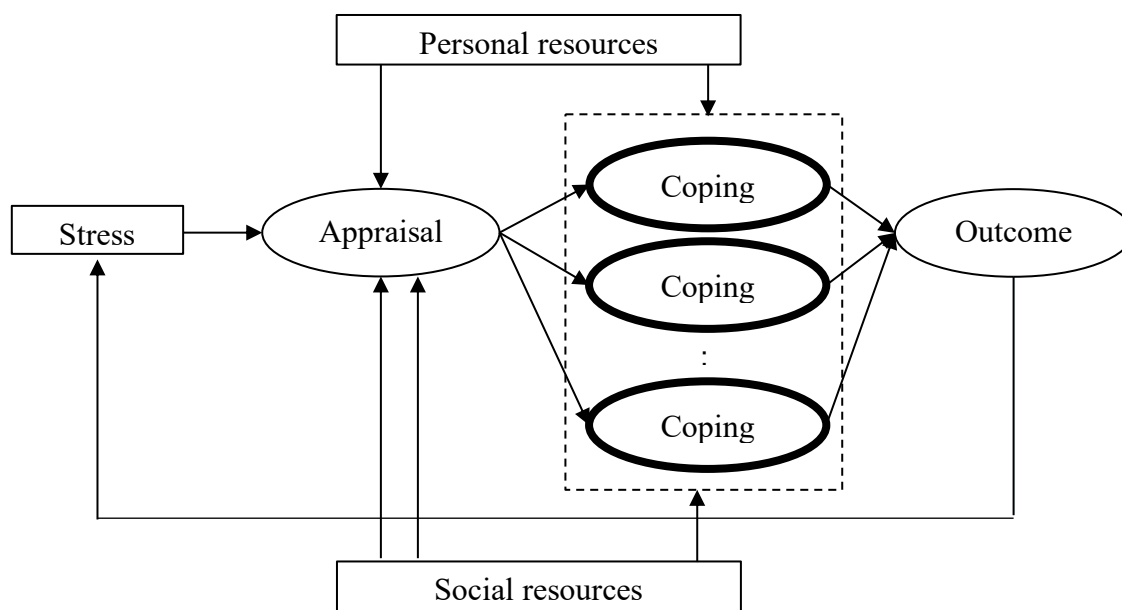 Personal resources
Coping
Stress
Appraisal
Outcome
Coping
:
Coping
Social resources